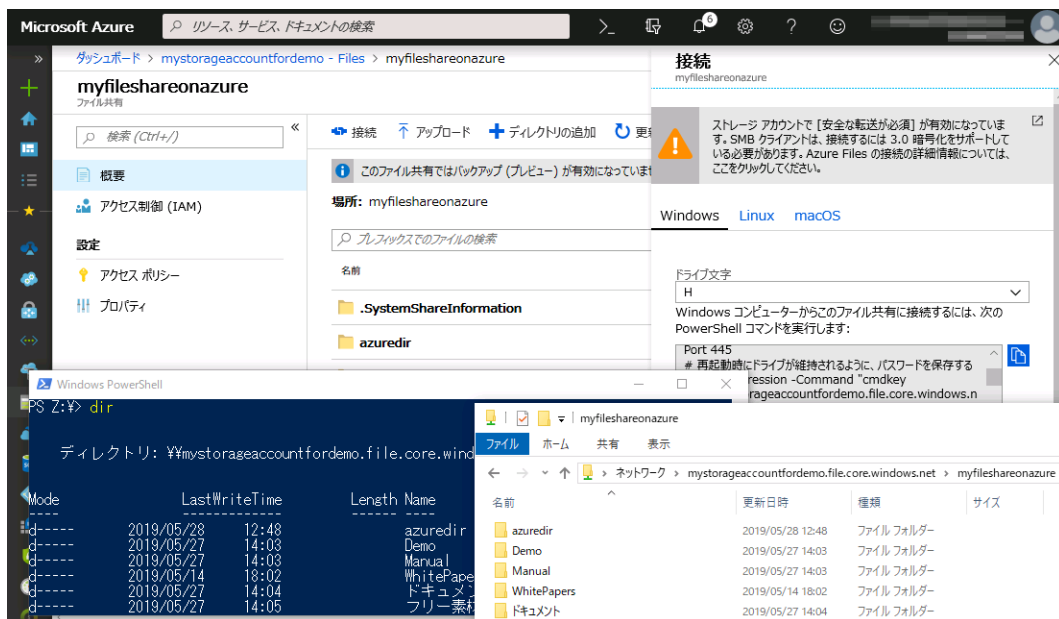 Microsoft Azure
リソース、サービス、ドキュメントの検索
6
ダッシュボード > mystorageaccountfordemo - Files > myfileshareonazure
myfileshareonazure
ファイル共有
検索 (Ctrl+/)
概要
アクセス制御 (IAM)
設定
アクセス ポリシー
プロパティ
接続 アップロード ディレクトリの追加
このファイル共有ではバックアップ (プレビュー) が有効になっていませ
場所: myfileshareonazure
プレフィックスでのファイルの検索
名前
.SystemShareInformation
azuredir
接続
myfileshareonazure
ストレージ アカウントで [安全な転送が必須] が有効になっていま
す。SMB クライアントは、接続するには 3.0 暗号化をサポートして
いる必要があります。Azure Files の接続の詳細情報については、
ここをクリックしてください。
Windows Linux macOS
ドライブ文字
H
Windows コンピューターからこのファイル共有に接続するには、次の
PowerShell コマンドを実行します:
Port 445
# 再起動時にドライブが維持されるように、パスワードを保存する
ression -Command "cmdkey
rageaccountfordemo.file.core.windows.n
Windows PowerShell
PS Z:¥> dir
ディレクトリ: ¥¥mystorageaccountfordemo.file.core.wind
Mode LastWriteTime Length Name
---- ------------- ------ ----
d----- 2019/05/28 12:48 azuredir
d----- 2019/05/27 14:03 Demo
d----- 2019/05/27 14:03 Manual
d----- 2019/05/14 18:02 WhitePape
d----- 2019/05/27 14:04 ドキュメン
d----- 2019/05/27 14:05 フリー素材
myfileshareonazure
ファイル ホーム 共有 表示
ネットワーク > mystorageaccountfordemo.file.core.windows.net > myfileshareonazure
名前 更新日時 種類 サイズ
azuredir 2019/05/28 12:48 ファイル フォルダー
Demo 2019/05/27 14:03 ファイル フォルダー
Manual 2019/05/27 14:03 ファイル フォルダー
WhitePapers 2019/05/14 18:02 ファイル フォルダー
ドキュメント 2019/05/27 14:04 ファイル フォルダー